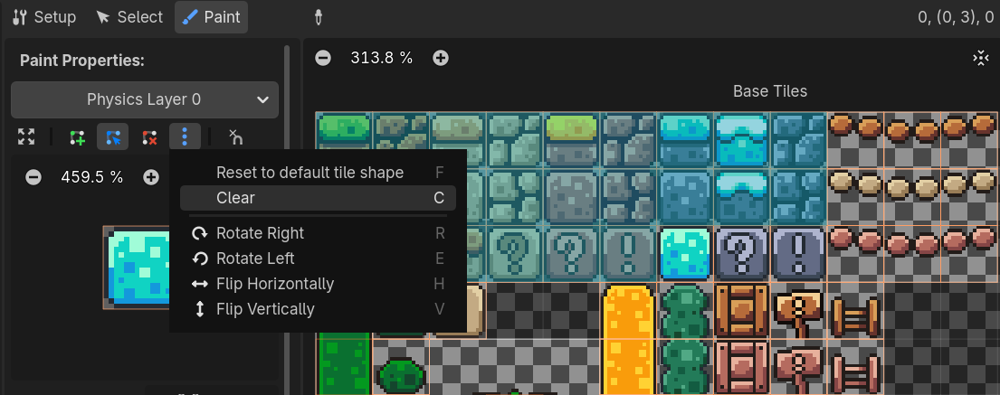 Setup Select Paint 0, (0, 3), 0
Paint Properties:
313.8 %
Physics Layer 0
Base Tiles
459.5 %
Reset to default tile shape F
Clear C
Rotate Right R
Rotate Left E
Flip Horizontally H
Flip Vertically V
? ? ! ? !